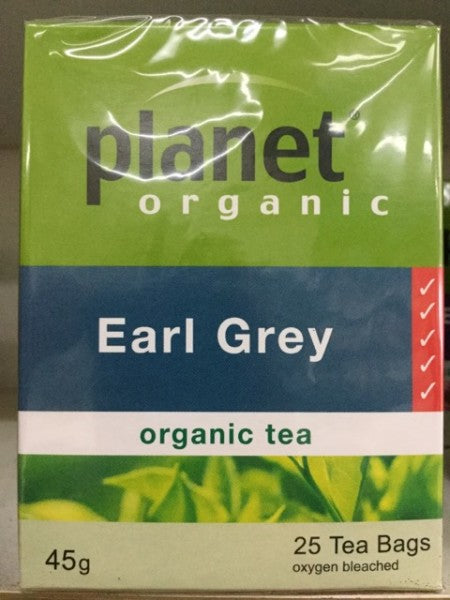 planet®
organic
Earl Grey
organic tea
45g
25 Tea Bags
oxygen bleached